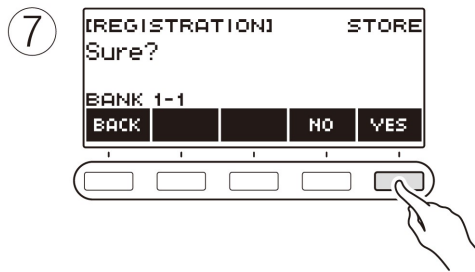 7
[REGISTRATION] STORE
Sure?
BANK 1-1
BACK NO YES